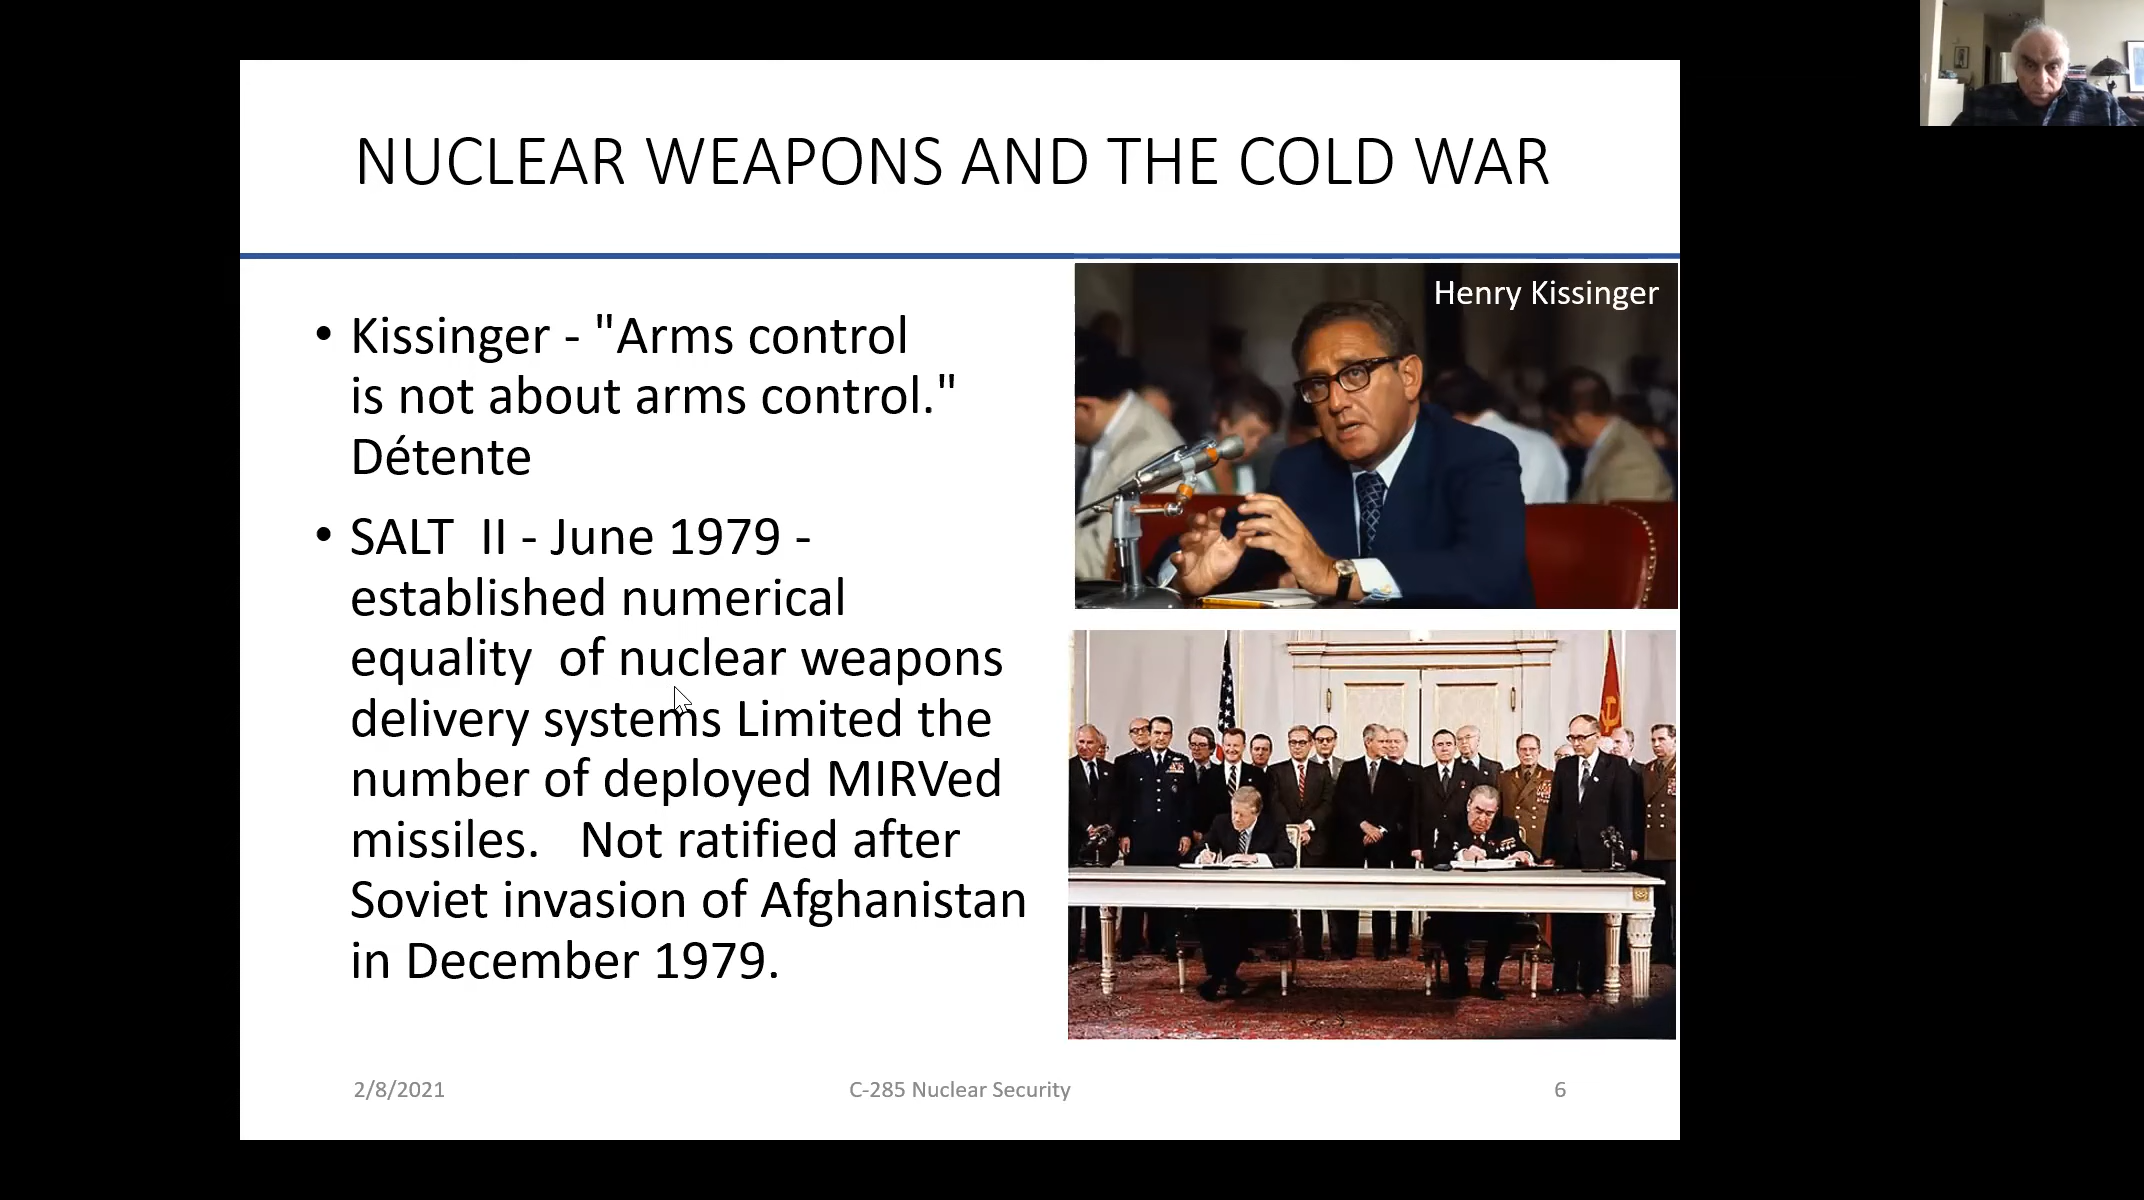 NUCLEAR WEAPONS AND THE COLD WAR
Henry Kissinger
• Kissinger - "Arms control
is not about arms control."
Détente
• SALT  II - June 1979 -
established numerical
equality  of nuclear weapons
delivery systems Limited the
number of deployed MIRVed
missiles.   Not ratified after
Soviet invasion of Afghanistan
in December 1979.
2/8/2021
C-285 Nuclear Security
6